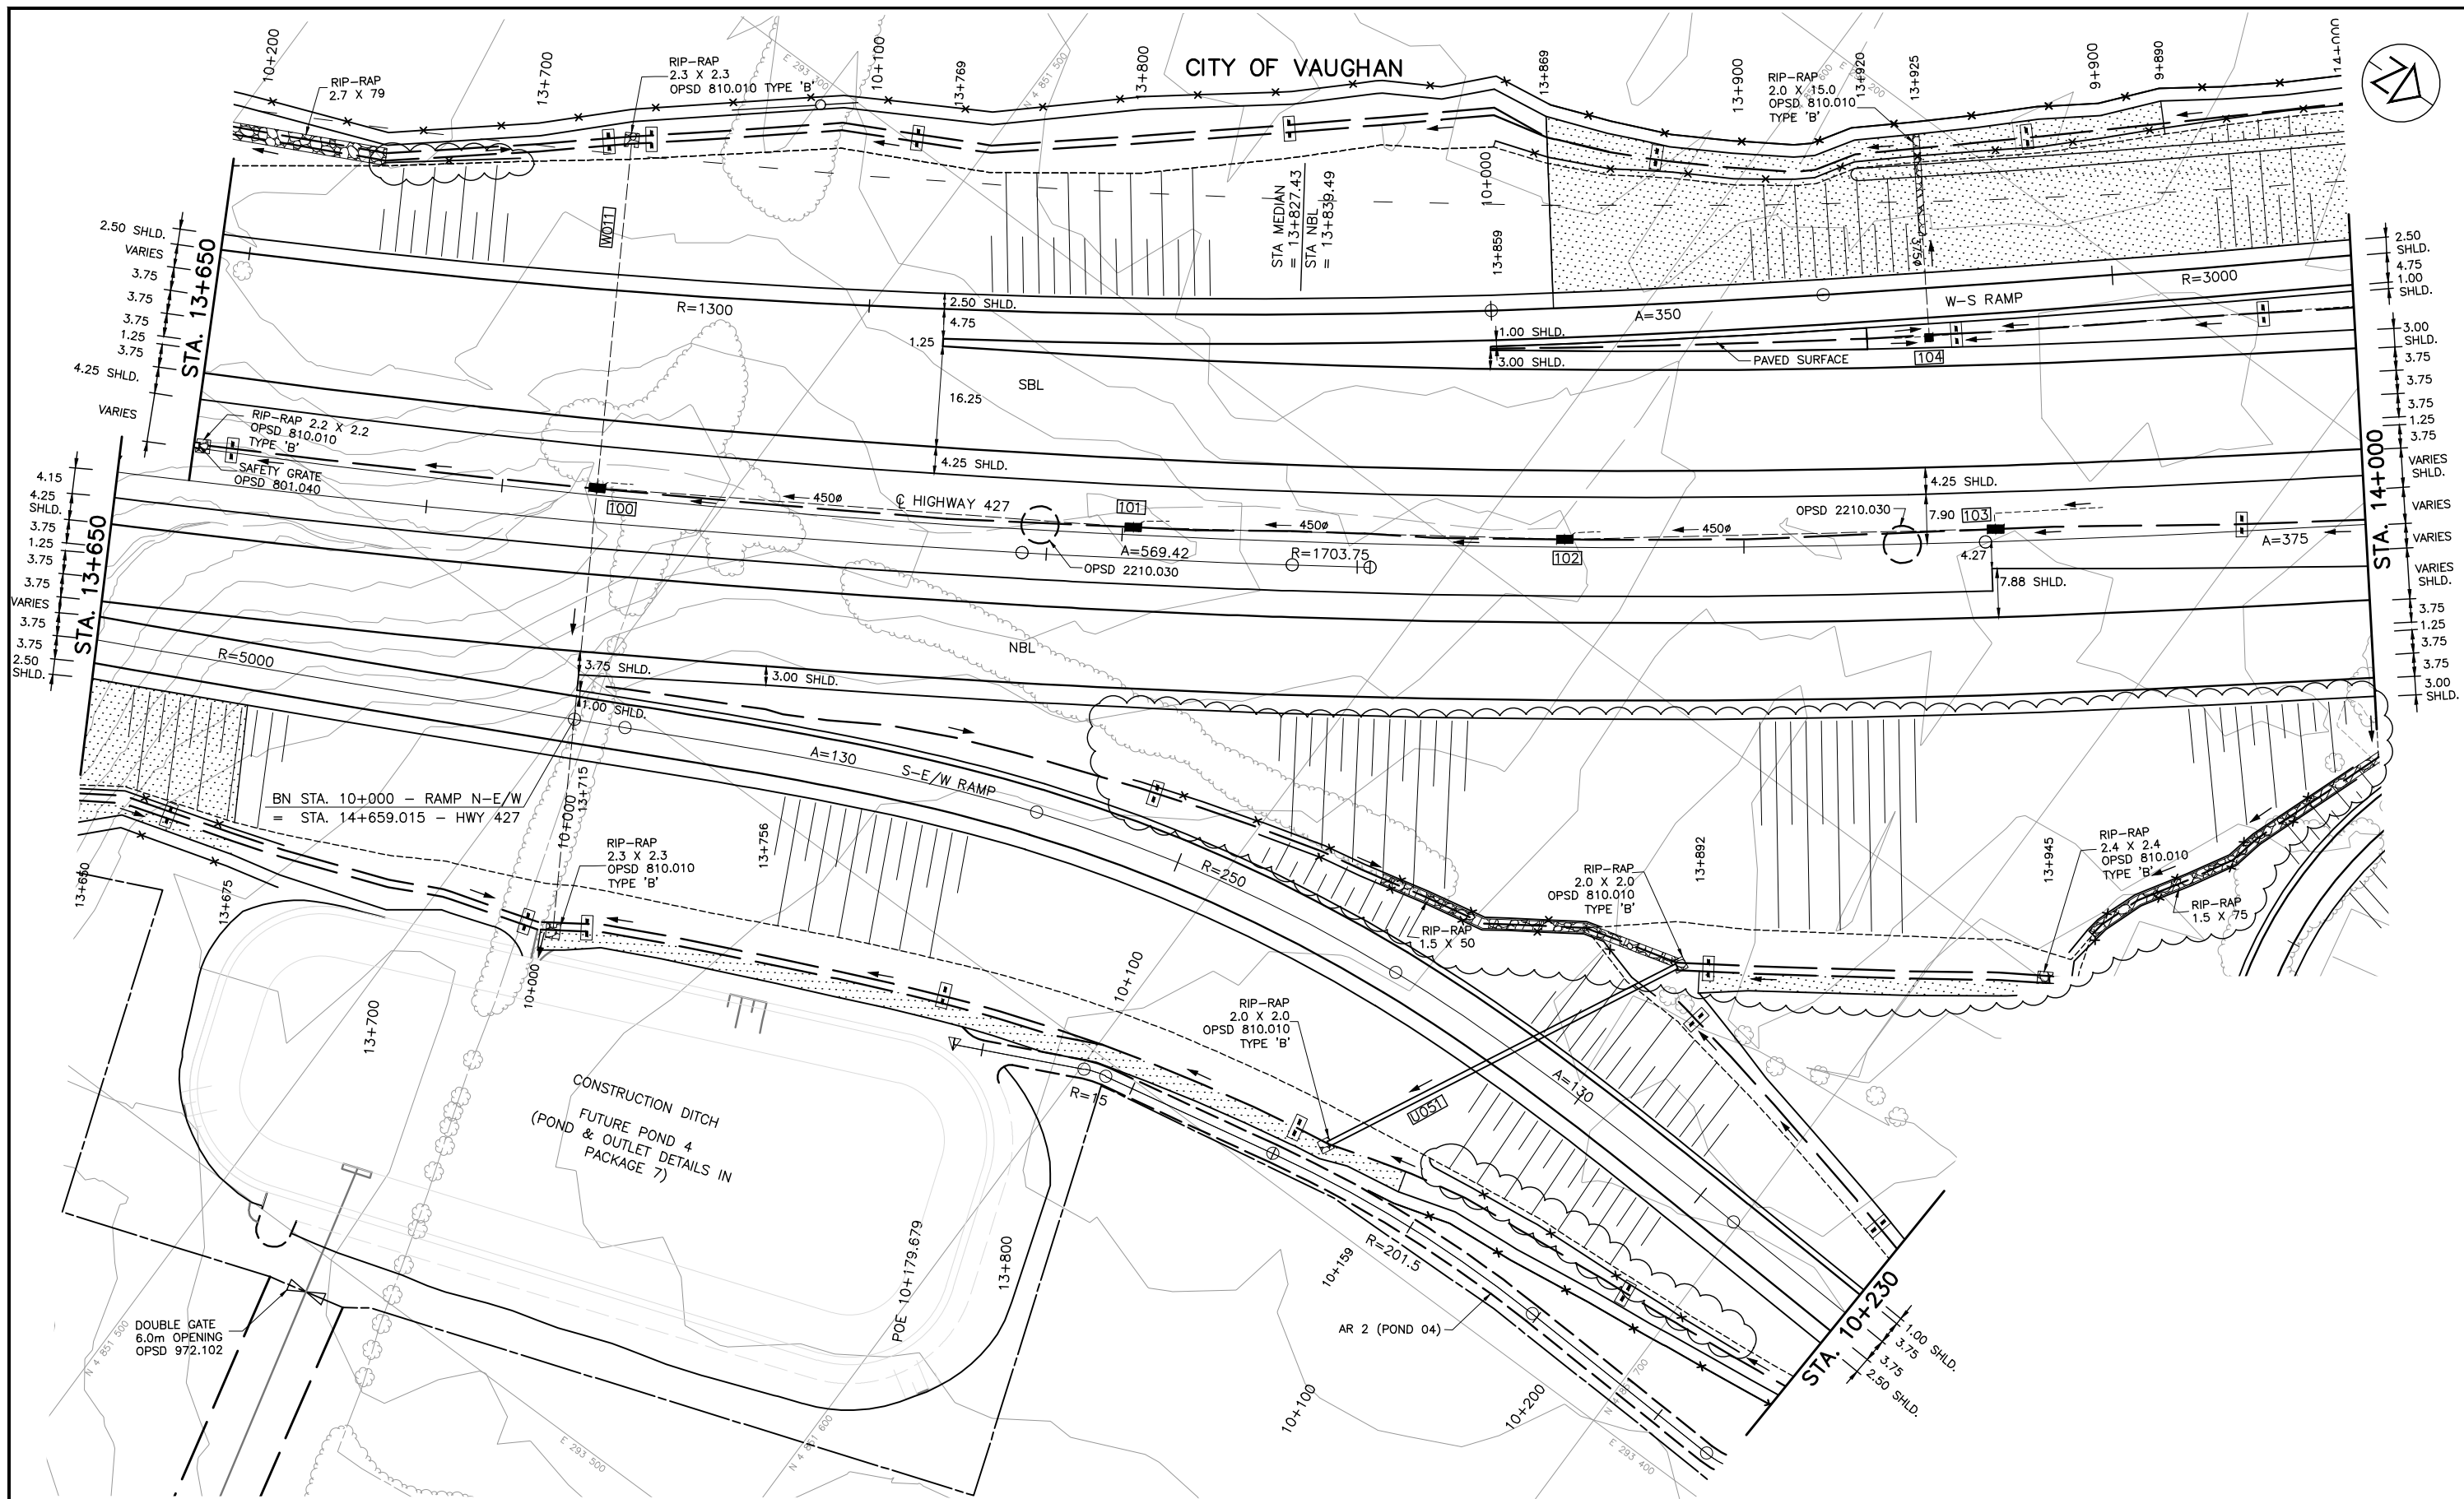 CITY OF VAUGHAN
10+200
RIP-RAP
2.7 X 79
13+700
RIP-RAP
2.3 X 2.3
OPSD 810.010 TYPE 'B'
E 293 300
10+100
13+769
N 4 851 500
13+800
13+869
13+900
RIP-RAP
2.0 X 15.0
OPSD 810.010
TYPE 'B'
13+920
13+925
9+900
9+890
W011
10+000
STA MEDIAN
= 13+827.43
STA NBL
= 13+839.49
13+859
375ø
2.50 SHLD.
VARIES
3.75
3.75
3.75
1.25
3.75
4.25 SHLD.
VARIES
STA. 13+650
R=1300
2.50 SHLD.
4.75
1.25
16.25
4.25 SHLD.
SBL
1.00 SHLD.
3.00 SHLD.
A=350
W-S RAMP
R=3000
PAVED SURFACE
104
2.50
SHLD.
4.75
1.00
SHLD.
3.00
SHLD.
3.75
3.75
3.75
1.25
3.75
VARIES
SHLD.
VARIES
VARIES
VARIES
SHLD.
3.75
1.25
3.75
3.75
3.00
SHLD.
STA. 14+000
RIP-RAP 2.2 X 2.2
OPSD 810.010
TYPE 'B'
SAFETY GRATE
OPSD 801.040
100
450ø
℄ HIGHWAY 427
101
450ø
A=569.42
R=1703.75
OPSD 2210.030
102
450ø
OPSD 2210.030
4.25 SHLD.
7.90
103
4.27
7.88 SHLD.
A=375
4.15
4.25
SHLD.
3.75
1.25
3.75
3.75
VARIES
3.75
3.75
2.50
SHLD.
STA. 13+650
NBL
R=5000
3.75 SHLD.
3.00 SHLD.
1.00 SHLD.
A=130
S-E/W RAMP
BN STA. 10+000 - RAMP N-E/W
= STA. 14+659.015 - HWY 427
13+715
10+000
13+756
RIP-RAP
2.3 X 2.3
OPSD 810.010
TYPE 'B'
R=250
RIP-RAP
1.5 X 50
RIP-RAP
2.0 X 2.0
OPSD 810.010
TYPE 'B'
13+892
13+945
RIP-RAP
2.4 X 2.4
OPSD 810.010
TYPE 'B'
RIP-RAP
1.5 X 75
13+650
13+675
13+700
10+000
10+100
RIP-RAP
2.0 X 2.0
OPSD 810.010
TYPE 'B'
U051
A=130
R=15
CONSTRUCTION DITCH
FUTURE POND 4
(POND & OUTLET DETAILS IN
PACKAGE 7)
POE 10+179.679
13+800
10+159
R=201.5
AR 2 (POND 04)
10+100
10+200
STA. 10+230
1.00 SHLD.
3.75
3.75
2.50 SHLD.
DOUBLE GATE
6.0m OPENING
OPSD 972.102
N 4 851 500
E 293 500
N 4 851 600
E 293 400